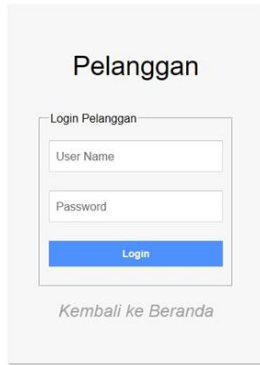 Pelanggan
Login Pelanggan
User Name
Password
Login
Kembali ke Beranda